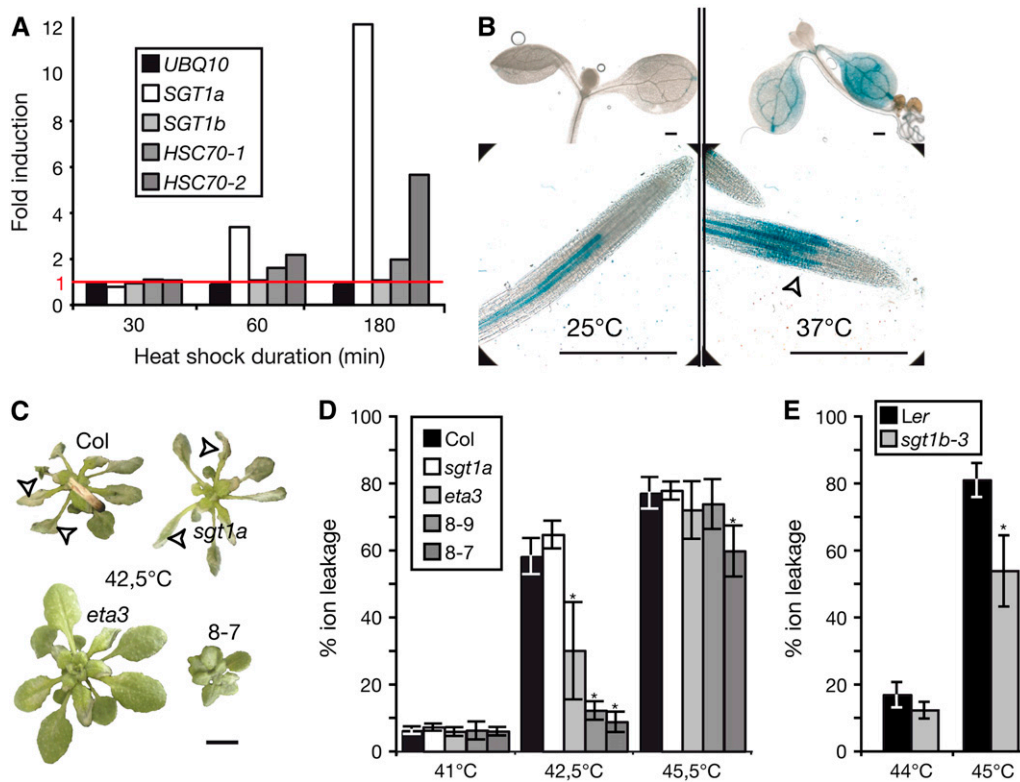 A
12
10
8
6
4
2
1
0
Fold induction
UBQ10
SGT1a
SGT1b
HSC70-1
HSC70-2
30
60
180
Heat shock duration (min)
B
25°C
37°C
C
Col
sgt1a
42,5°C
eta3
8-7
D
100
80
60
40
20
0
% ion leakage
Col
sgt1a
eta3
8-9
8-7
*
*
*
*
41°C
42,5°C
45,5°C
E
100
80
60
40
20
0
% ion leakage
Ler
sgt1b-3
*
44°C
45°C